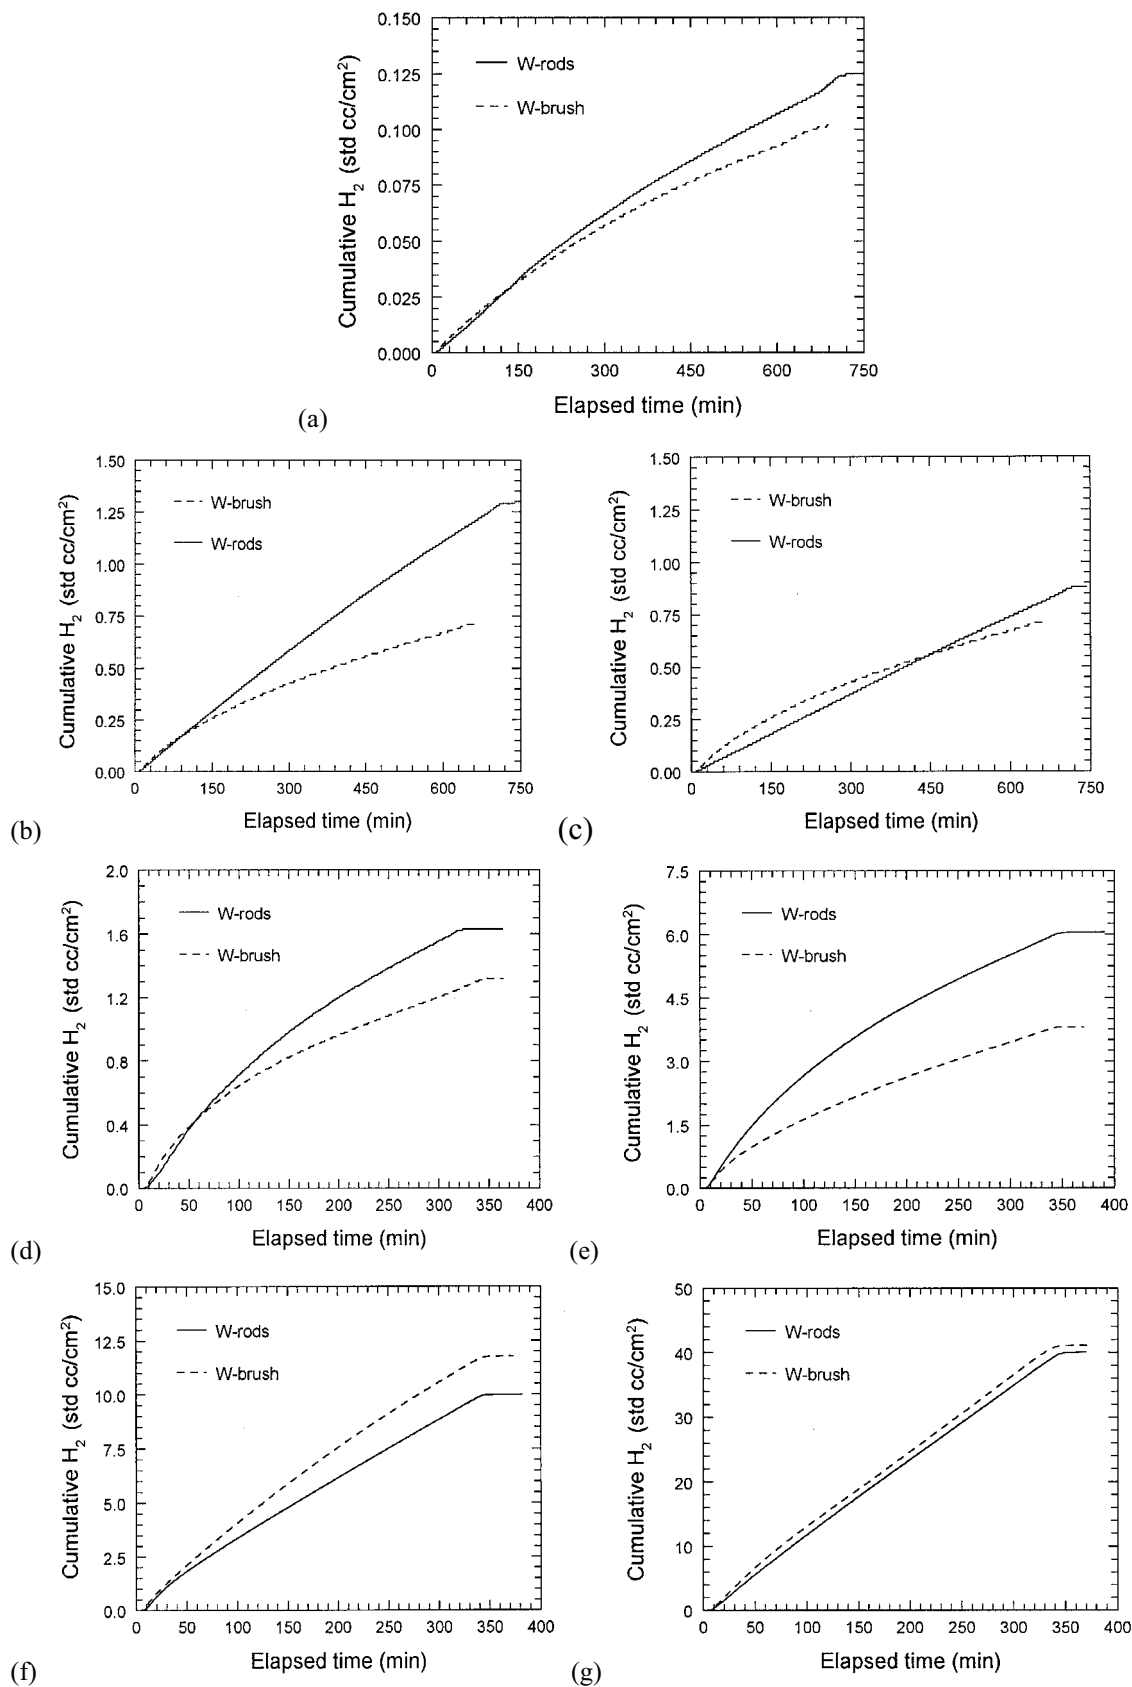 0.150
0.125
0.100
0.075
0.050
0.025
0.000
Cumulative H2 (std cc/cm2)
W-rods
W-brush
0 150 300 450 600 750
Elapsed time (min)
(a)
1.50
1.25
1.00
0.75
0.50
0.25
0.00
Cumulative H2 (std cc/cm2)
W-brush
W-rods
0 150 300 450 600 750
Elapsed time (min)
(b)
1.50
1.25
1.00
0.75
0.50
0.25
0.00
Cumulative H2 (std cc/cm2)
W-brush
W-rods
0 150 300 450 600 750
Elapsed time (min)
(c)
2.0
1.6
1.2
0.8
0.4
0.0
Cumulative H2 (std cc/cm2)
W-rods
W-brush
0 50 100 150 200 250 300 350 400
Elapsed time (min)
(d)
7.5
6.0
4.5
3.0
1.5
0.0
Cumulative H2 (std cc/cm2)
W-rods
W-brush
0 50 100 150 200 250 300 350 400
Elapsed time (min)
(e)
15.0
12.5
10.0
7.5
5.0
2.5
0.0
Cumulative H2 (std cc/cm2)
W-rods
W-brush
0 50 100 150 200 250 300 350 400
Elapsed time (min)
(f)
50
40
30
20
10
0
Cumulative H2 (std cc/cm2)
W-rods
W-brush
0 50 100 150 200 250 300 350 400
Elapsed time (min)
(g)